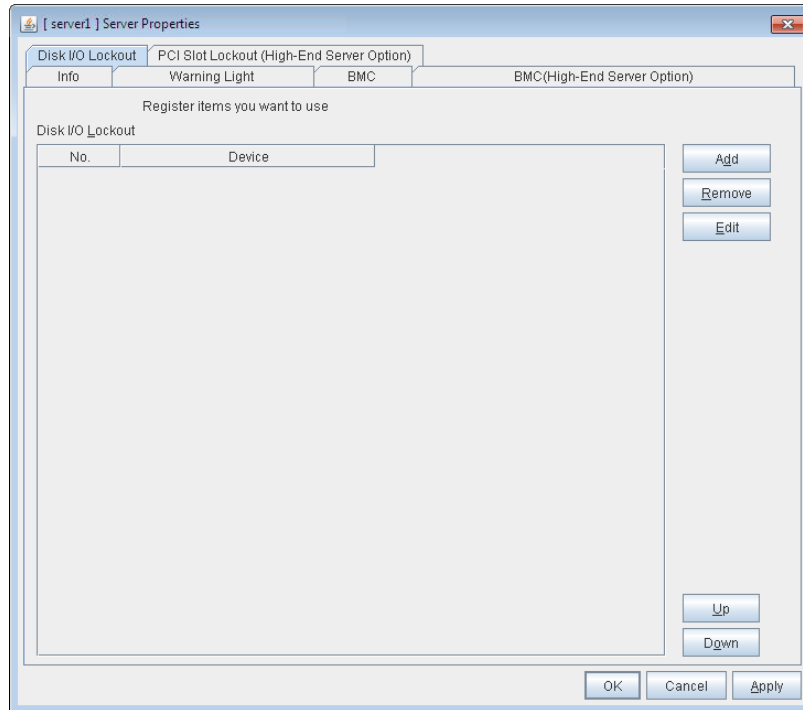 [ server1 ] Server Properties
Disk I/O Lockout PCI Slot Lockout (High-End Server Option)
Info Warning Light BMC BMC(High-End Server Option)
Register items you want to use
Disk I/O Lockout
No. Device
Add
Remove
Edit
Up
Down
OK Cancel Apply